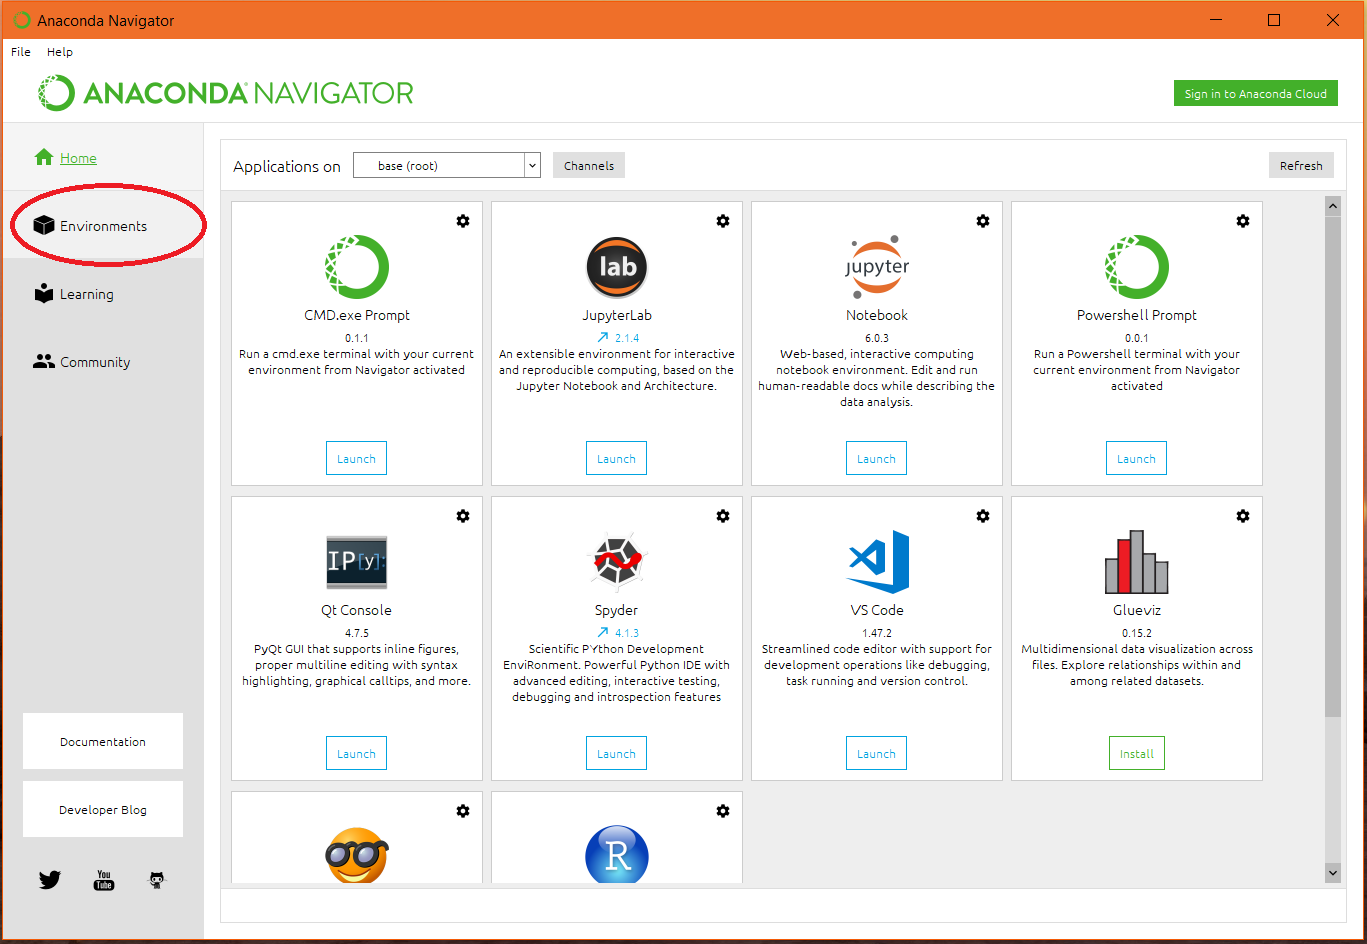 Anaconda Navigator
File Help
ANACONDA NAVIGATOR
Sign in to Anaconda Cloud
Home
Environments
Learning
Community
Documentation
Developer Blog
You
Tube
Applications on base (root) Channels Refresh
CMD.exe Prompt
0.1.1
Run a cmd.exe terminal with your current
environment from Navigator activated
Launch
lab
JupyterLab
2.1.4
An extensible environment for interactive
and reproducible computing, based on the
Jupyter Notebook and Architecture.
Launch
jupyter
Notebook
6.0.3
Web-based, interactive computing
notebook environment. Edit and run
human-readable docs while describing the
data analysis.
Launch
Powershell Prompt
0.0.1
Run a Powershell terminal with your
current environment from Navigator
activated
Launch
IP[y]:
Qt Console
4.7.5
PyQt GUI that supports inline figures,
proper multiline editing with syntax
highlighting, graphical calltips, and more.
Launch
Spyder
4.1.3
Scientific PYthon Development
EnviRonment. Powerful Python IDE with
advanced editing, interactive testing,
debugging and introspection features
Launch
VS Code
1.47.2
Streamlined code editor with support for
development operations like debugging,
task running and version control.
Launch
Glueviz
0.15.2
Multidimensional data visualization across
files. Explore relationships within and
among related datasets.
Install
R